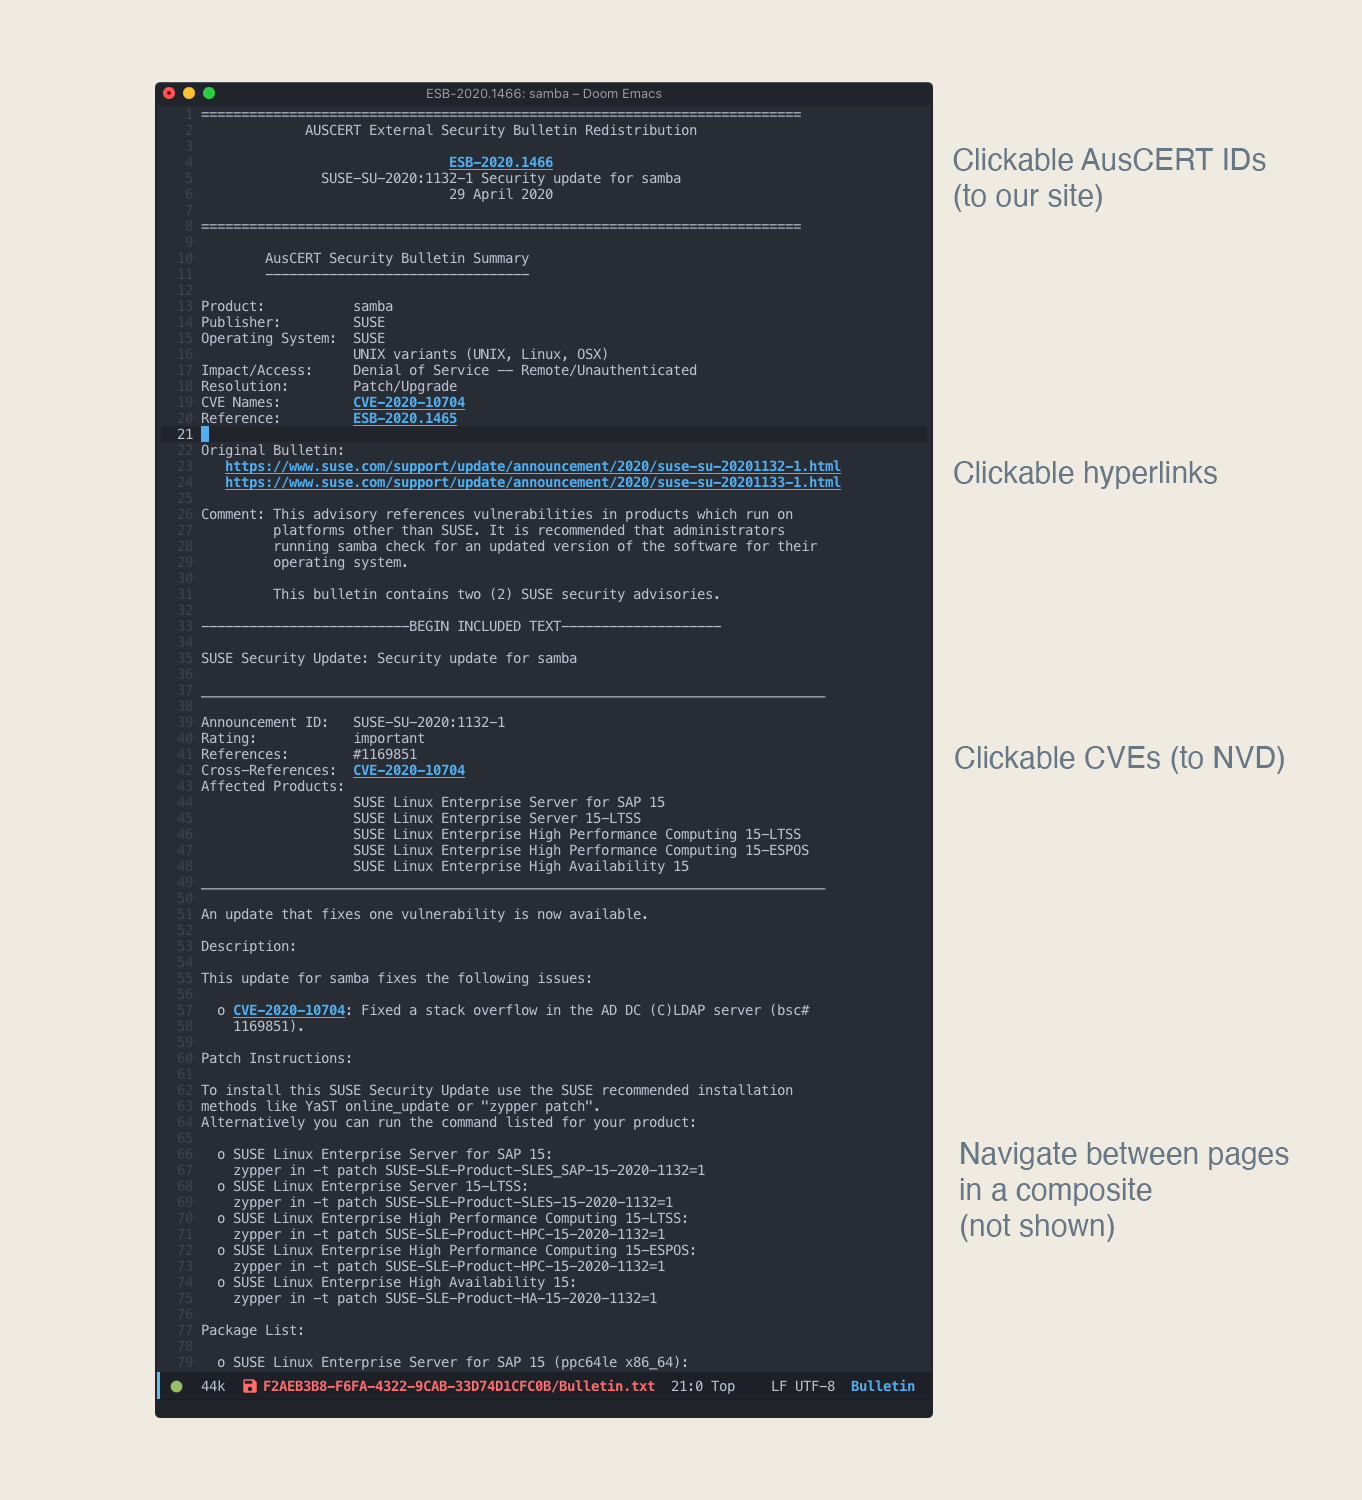 ESB-2020.1466: samba – Doom Emacs
1 ===========================================================================
2 AUSCERT External Security Bulletin Redistribution
3
4 ESB-2020.1466
5 SUSE-SU-2020:1132-1 Security update for samba
6 29 April 2020
7
8 ===========================================================================
9
10 AusCERT Security Bulletin Summary
11 ---------------------------------
12
13 Product: samba
14 Publisher: SUSE
15 Operating System: SUSE
16 UNIX variants (UNIX, Linux, OSX)
17 Impact/Access: Denial of Service -- Remote/Unauthenticated
18 Resolution: Patch/Upgrade
19 CVE Names: CVE-2020-10704
20 Reference: ESB-2020.1465
21
22 Original Bulletin:
23 https://www.suse.com/support/update/announcement/2020/suse-su-20201132-1.html
24 https://www.suse.com/support/update/announcement/2020/suse-su-20201133-1.html
25
26 Comment: This advisory references vulnerabilities in products which run on
27 platforms other than SUSE. It is recommended that administrators
28 running samba check for an updated version of the software for their
29 operating system.
30
31 This bulletin contains two (2) SUSE security advisories.
32
33 --------------------------BEGIN INCLUDED TEXT--------------------
34
35 SUSE Security Update: Security update for samba
36
37 ______________________________________________________________________________
38
39 Announcement ID: SUSE-SU-2020:1132-1
40 Rating: important
41 References: #1169851
42 Cross-References: CVE-2020-10704
43 Affected Products:
44 SUSE Linux Enterprise Server for SAP 15
45 SUSE Linux Enterprise Server 15-LTSS
46 SUSE Linux Enterprise High Performance Computing 15-LTSS
47 SUSE Linux Enterprise High Performance Computing 15-ESPOS
48 SUSE Linux Enterprise High Availability 15
49 ______________________________________________________________________________
50
51 An update that fixes one vulnerability is now available.
52
53 Description:
54
55 This update for samba fixes the following issues:
56
57 o CVE-2020-10704: Fixed a stack overflow in the AD DC (C)LDAP server (bsc#
58 1169851).
59
60 Patch Instructions:
61
62 To install this SUSE Security Update use the SUSE recommended installation
63 methods like YaST online_update or "zypper patch".
64 Alternatively you can run the command listed for your product:
65
66 o SUSE Linux Enterprise Server for SAP 15:
67 zypper in -t patch SUSE-SLE-Product-SLES_SAP-15-2020-1132=1
68 o SUSE Linux Enterprise Server 15-LTSS:
69 zypper in -t patch SUSE-SLE-Product-SLES-15-2020-1132=1
70 o SUSE Linux Enterprise High Performance Computing 15-LTSS:
71 zypper in -t patch SUSE-SLE-Product-HPC-15-2020-1132=1
72 o SUSE Linux Enterprise High Performance Computing 15-ESPOS:
73 zypper in -t patch SUSE-SLE-Product-HPC-15-2020-1132=1
74 o SUSE Linux Enterprise High Availability 15:
75 zypper in -t patch SUSE-SLE-Product-HA-15-2020-1132=1
76
77 Package List:
78
79 o SUSE Linux Enterprise Server for SAP 15 (ppc64le x86_64):
44k F2AEB3B8-F6FA-4322-9CAB-33D74D1CFC0B/Bulletin.txt 21:0 Top LF UTF-8 Bulletin
Clickable AusCERT IDs
(to our site)
Clickable hyperlinks
Clickable CVEs (to NVD)
Navigate between pages
in a composite
(not shown)